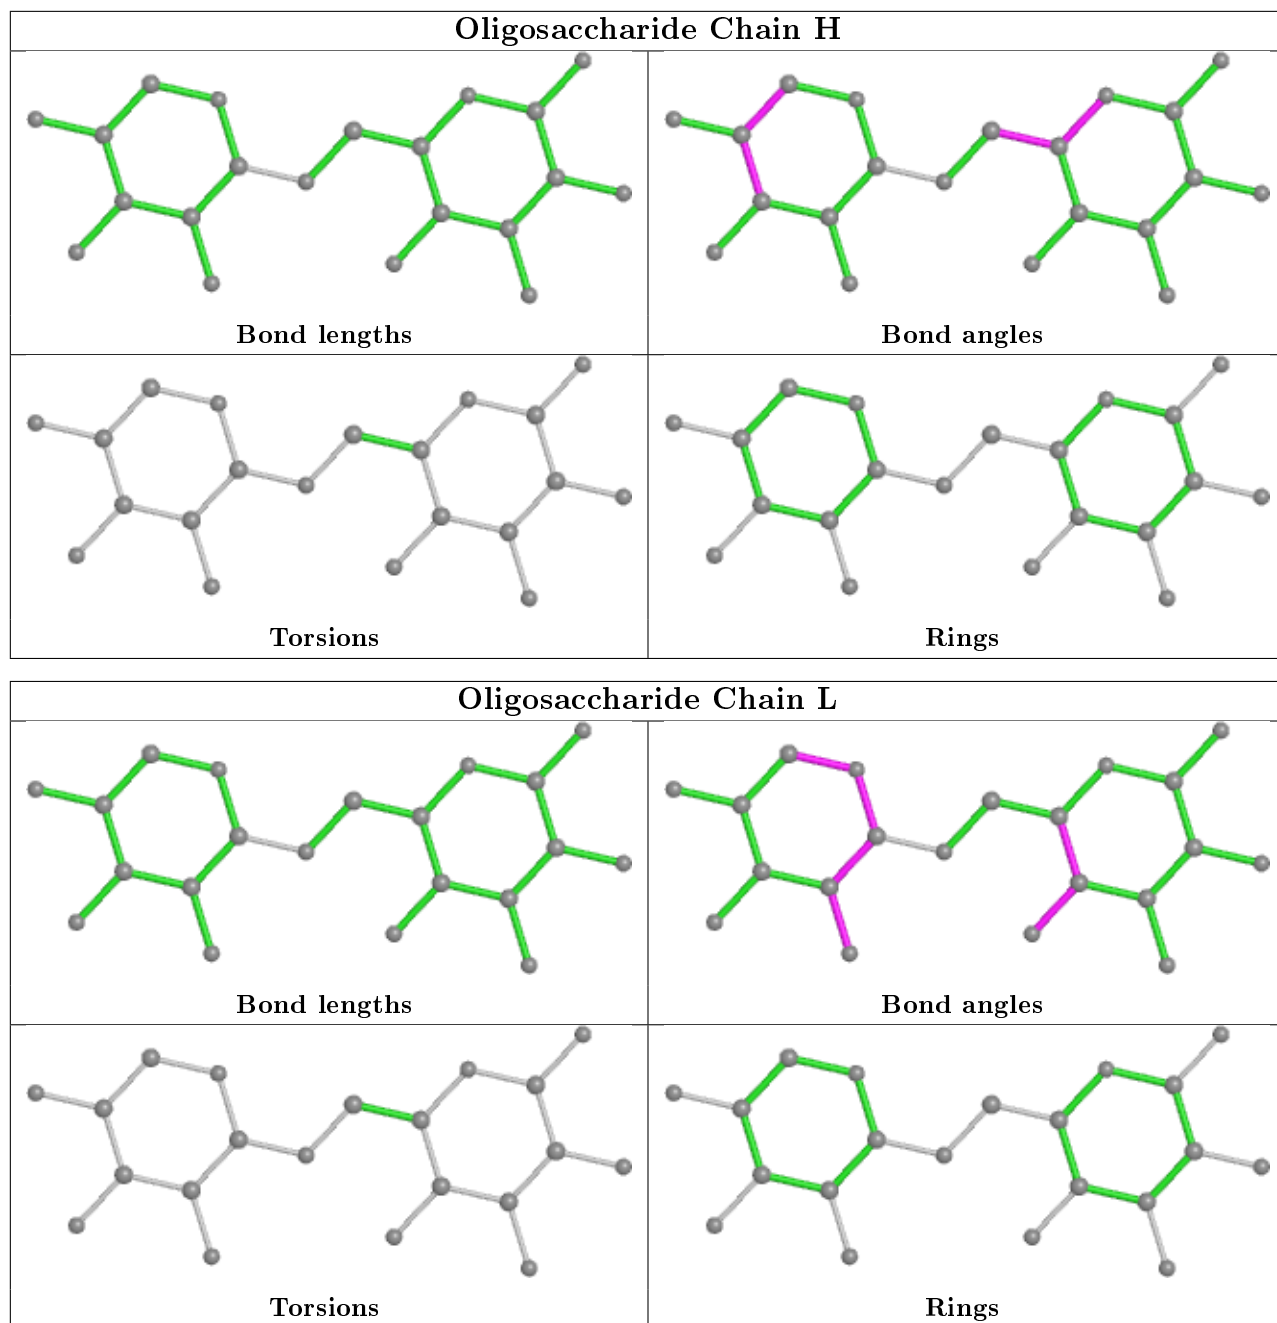 Oligosaccharide Chain H
Bond lengths
Bond angles
Torsions
Rings
Oligosaccharide Chain L
Bond lengths
Bond angles
Torsions
Rings